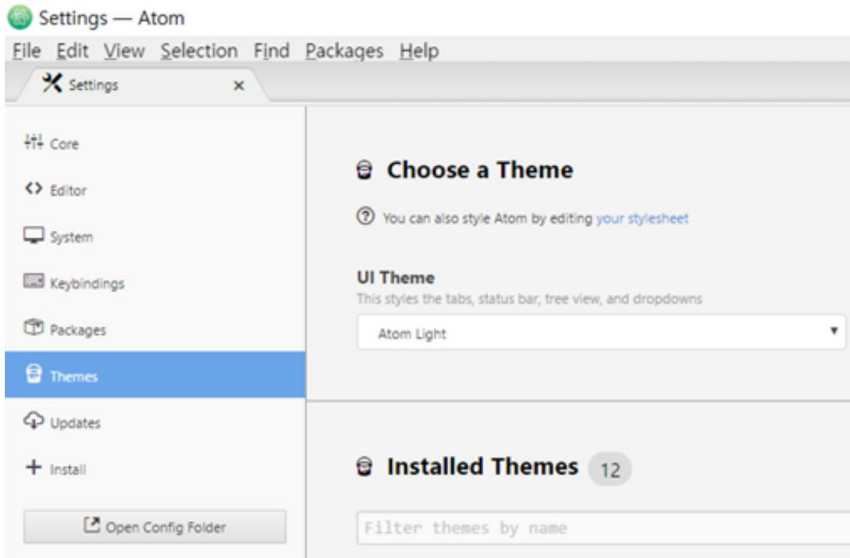 Settings — Atom
File Edit View Selection Find Packages Help
Settings ×
Core
Editor
System
Keybindings
Packages
Themes
Updates
Install
Open Config Folder
Choose a Theme
You can also style Atom by editing your stylesheet
UI Theme
This styles the tabs, status bar, tree view, and dropdowns
Atom Light
Installed Themes 12
Filter themes by name